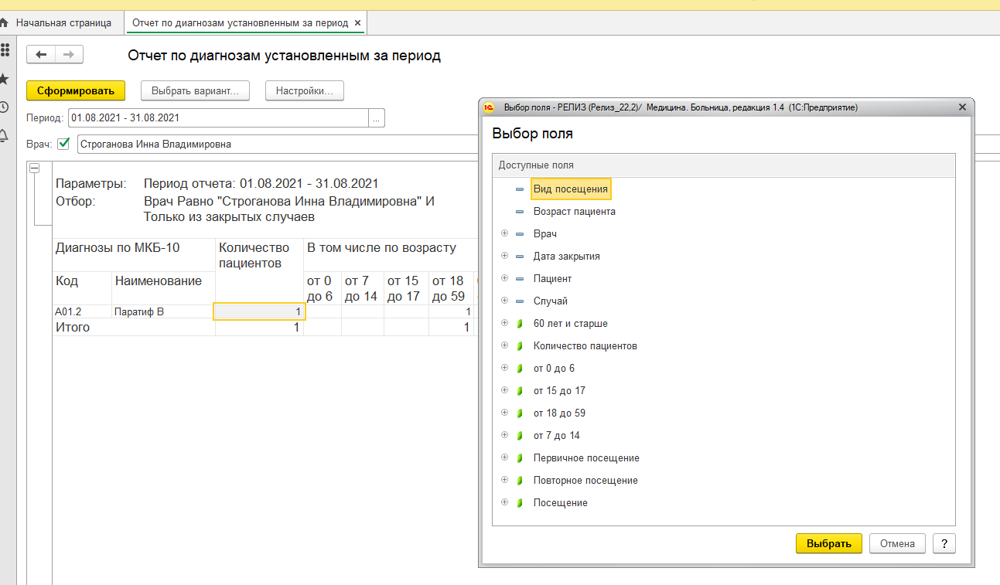 Начальная страница
Отчет по диагнозам установленным за период ×
Отчет по диагнозам установленным за период
Сформировать
Выбрать вариант...
Настройки...
Период: 01.08.2021 - 31.08.2021 ...
Врач: Строганова Инна Владимировна
Параметры: Период отчета: 01.08.2021 - 31.08.2021
Отбор: Врач Равно "Строганова Инна Владимировна" И
Только из закрытых случаев
Диагнозы по МКБ-10 Количество В том числе по возрасту
пациентов
Код Наименование от 0 от 7 от 15 от 18
до 6 до 14 до 17 до 59
A01.2 Паратиф B 1 1
Итого 1 1
1С Выбор поля - РЕЛИЗ (Релиз_22,2)/ Медицина. Больница, редакция 1.4 (1С:Предприятие)
Выбор поля
Доступные поля
Вид посещения
Возраст пациента
Врач
Дата закрытия
Пациент
Случай
60 лет и старше
Количество пациентов
от 0 до 6
от 15 до 17
от 18 до 59
от 7 до 14
Первичное посещение
Повторное посещение
Посещение
Выбрать
Отмена
?